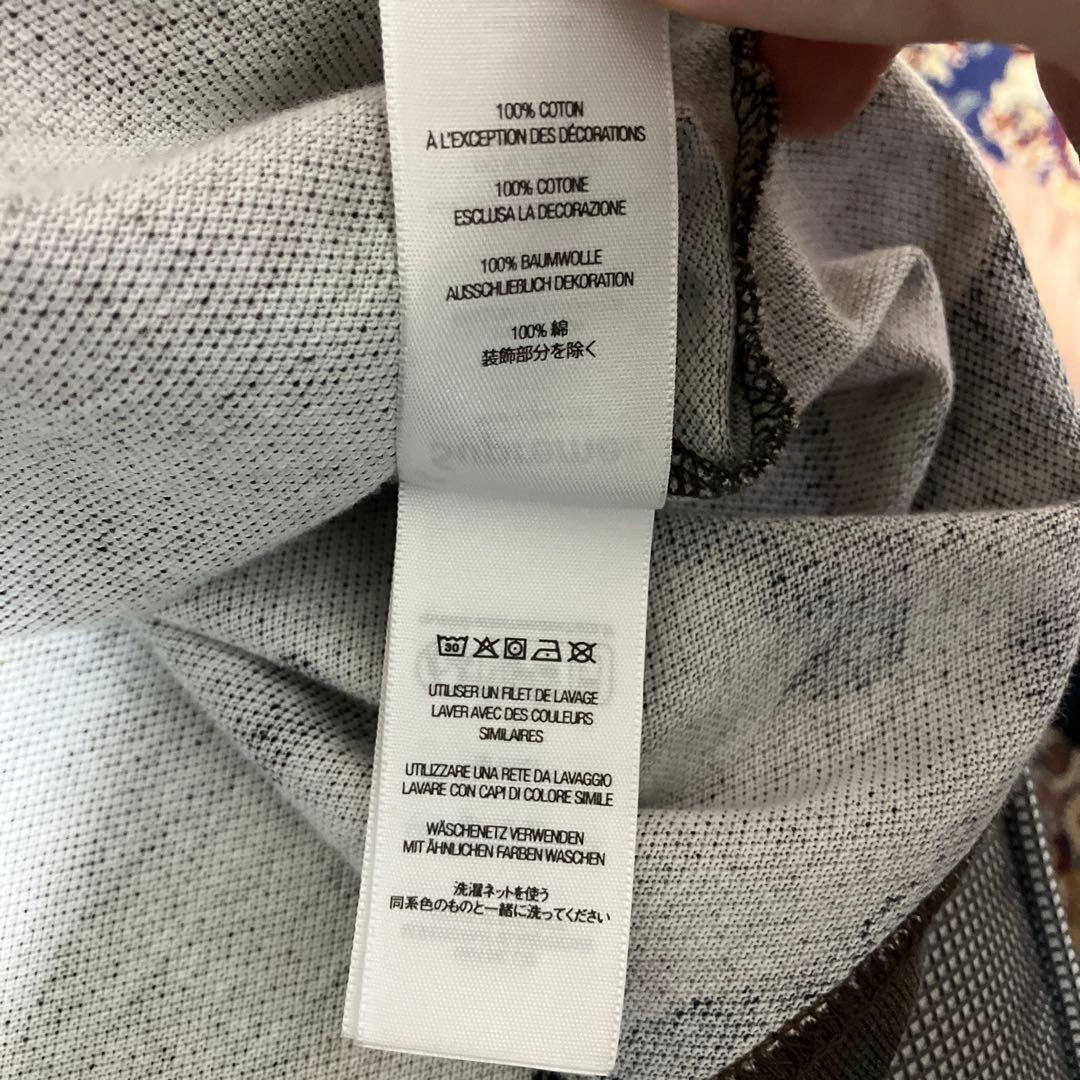 100% COTON
À L'EXCEPTION DES DÉCORATIONS
100% COTONE
ESCLUSA LA DECORAZIONE
100% BAUMWOLLE
AUSSCHLIEBLICH DEKORATION
100% 綿
装飾部分を除く
Supreme
30
UTILISER UN FILET DE LAVAGE
LAVER AVEC DES COULEURS
SIMILAIRES
UTILIZZARE UNA RETE DA LAVAGGIO
LAVARE CON CAPI DI COLORE SIMILE
WÄSCHENETZ VERWENDEN
MIT ÄHNLICHEN FARBEN WASCHEN
洗濯ネットを使う
同系色のものと一緒に洗ってください